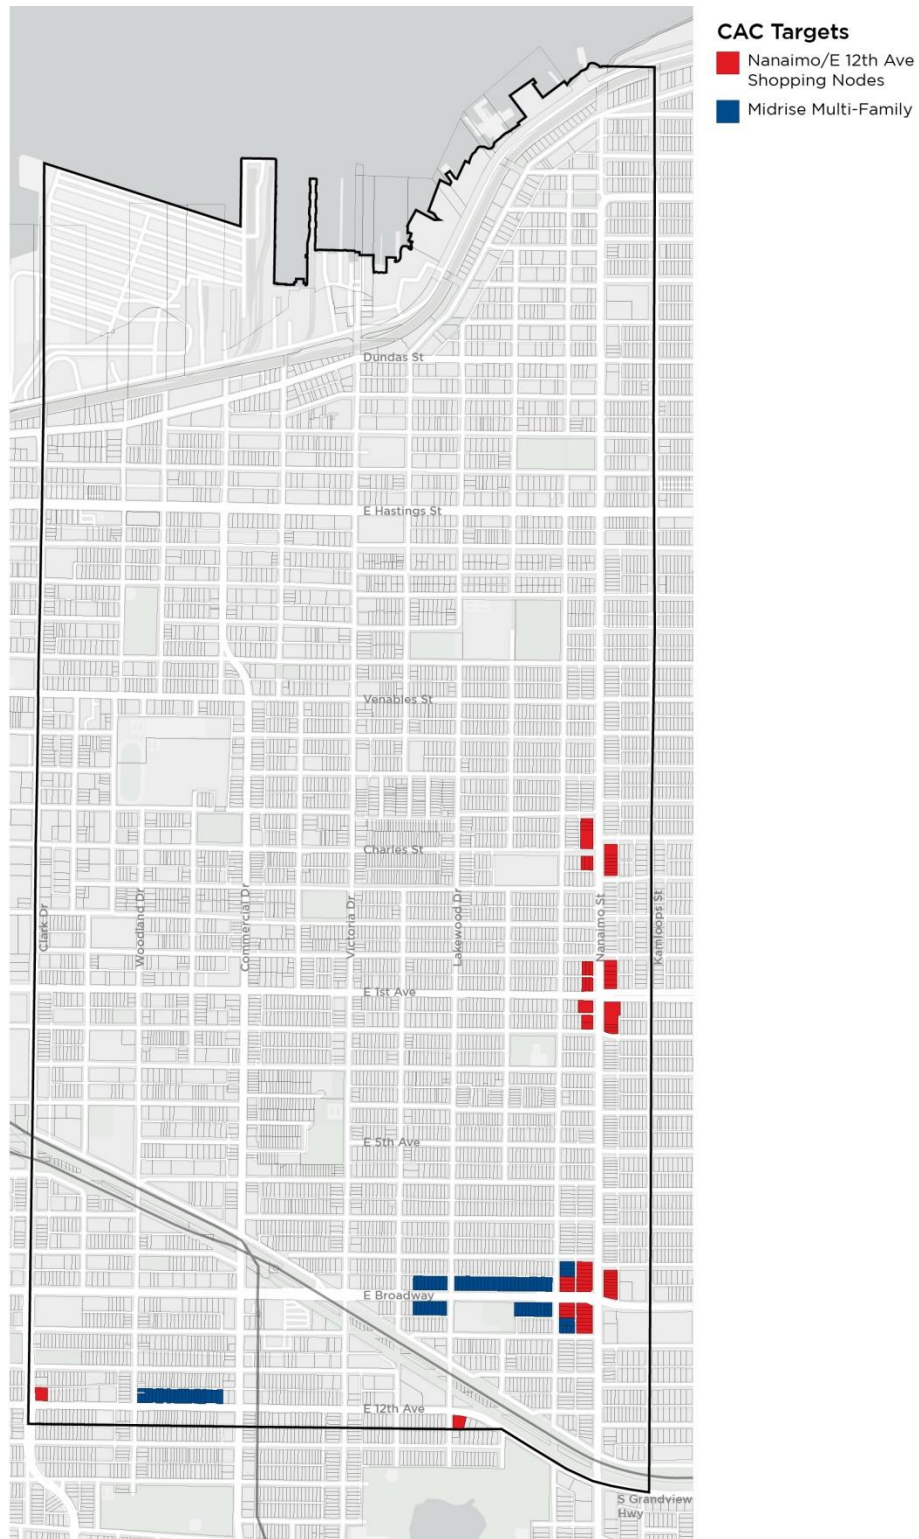 CAC Targets
Nanaimo/E 12th Ave
Shopping Nodes
Midrise Multi-Family
Dundas St
E Hastings St
Venables St
Charles St
Clark Dr
Woodland Dr
Commercial Dr
Victoria Dr
Lakewood Dr
Nanaimo St
Kamloops St
E 1st Ave
E 5th Ave
E Broadway
E 12th Ave
S Grandview
Hwy